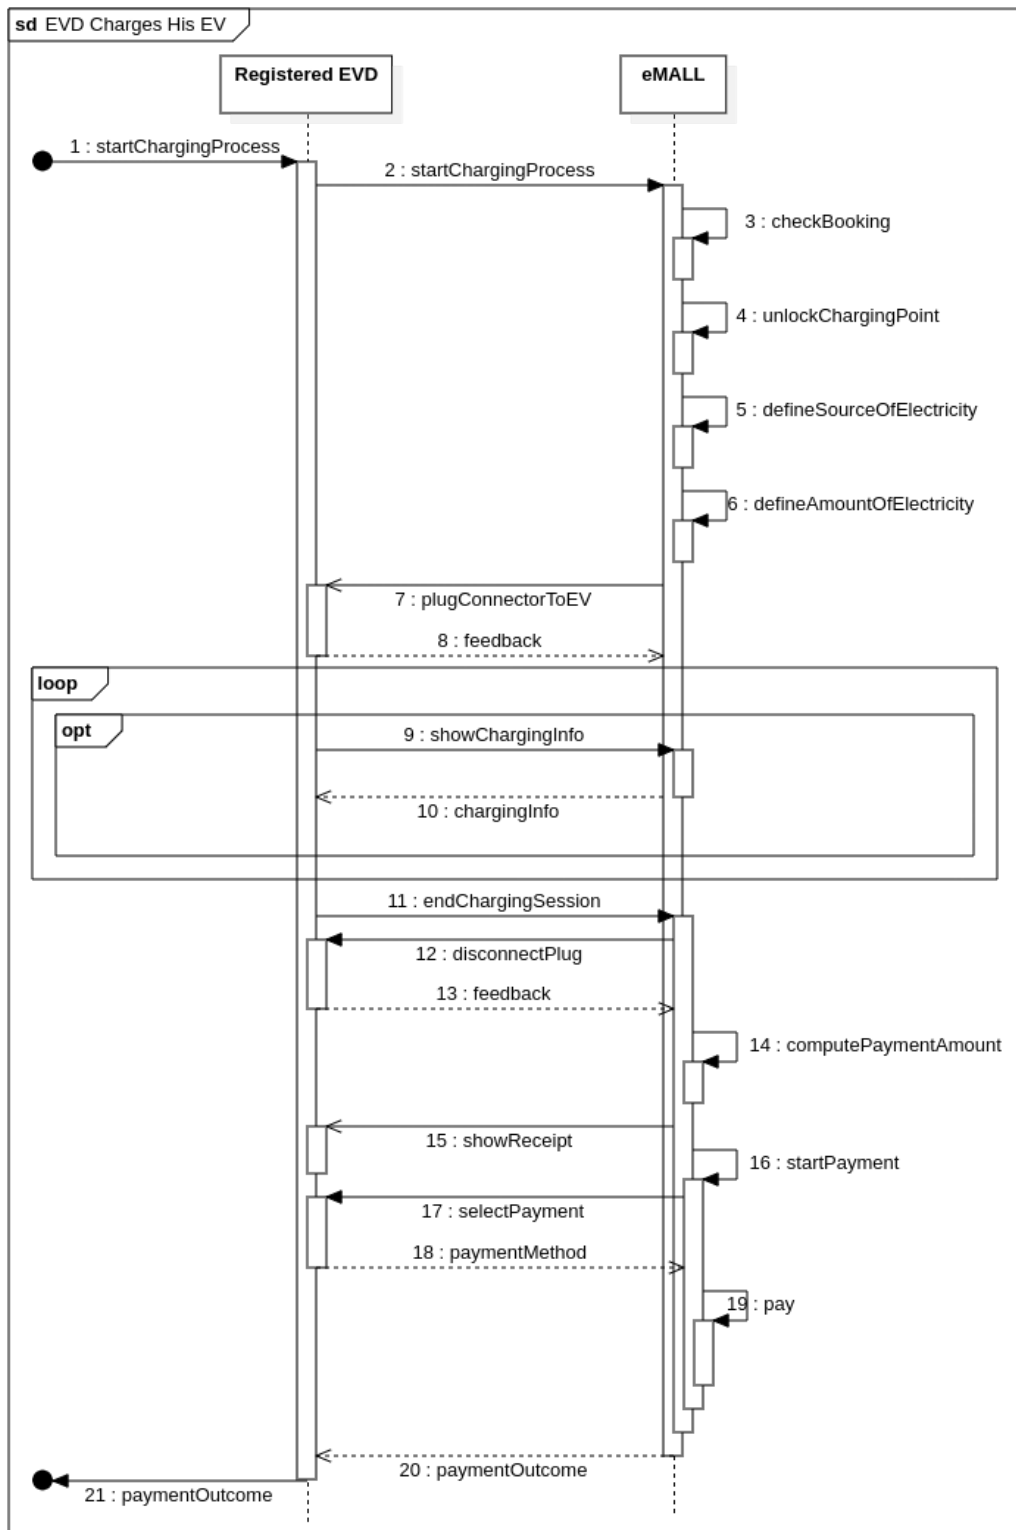 sd EVD Charges His EV
Registered EVD
eMALL
1 : startChargingProcess
2 : startChargingProcess
3 : checkBooking
4 : unlockChargingPoint
5 : defineSourceOfElectricity
6 : defineAmountOfElectricity
7 : plugConnectorToEV
8 : feedback
loop
opt
9 : showChargingInfo
10 : chargingInfo
11 : endChargingSession
12 : disconnectPlug
13 : feedback
14 : computePaymentAmount
15 : showReceipt
16 : startPayment
17 : selectPayment
18 : paymentMethod
19 : pay
20 : paymentOutcome
21 : paymentOutcome